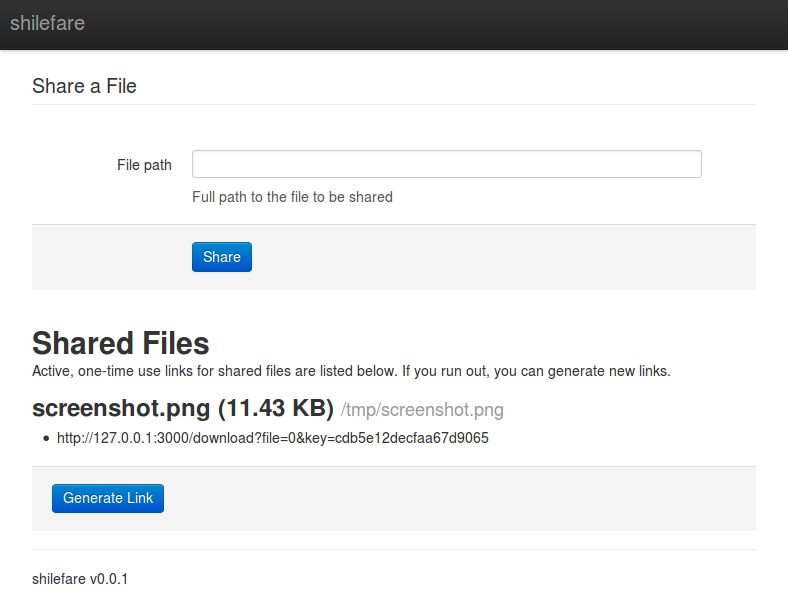 shilefare
Share a File
File path
Full path to the file to be shared
Share
Shared Files
Active, one-time use links for shared files are listed below. If you run out, you can generate new links.
screenshot.png (11.43 KB) /tmp/screenshot.png
• http://127.0.0.1:3000/download?file=0&key=cdb5e12decfaa67d9065
Generate Link
shilefare v0.0.1